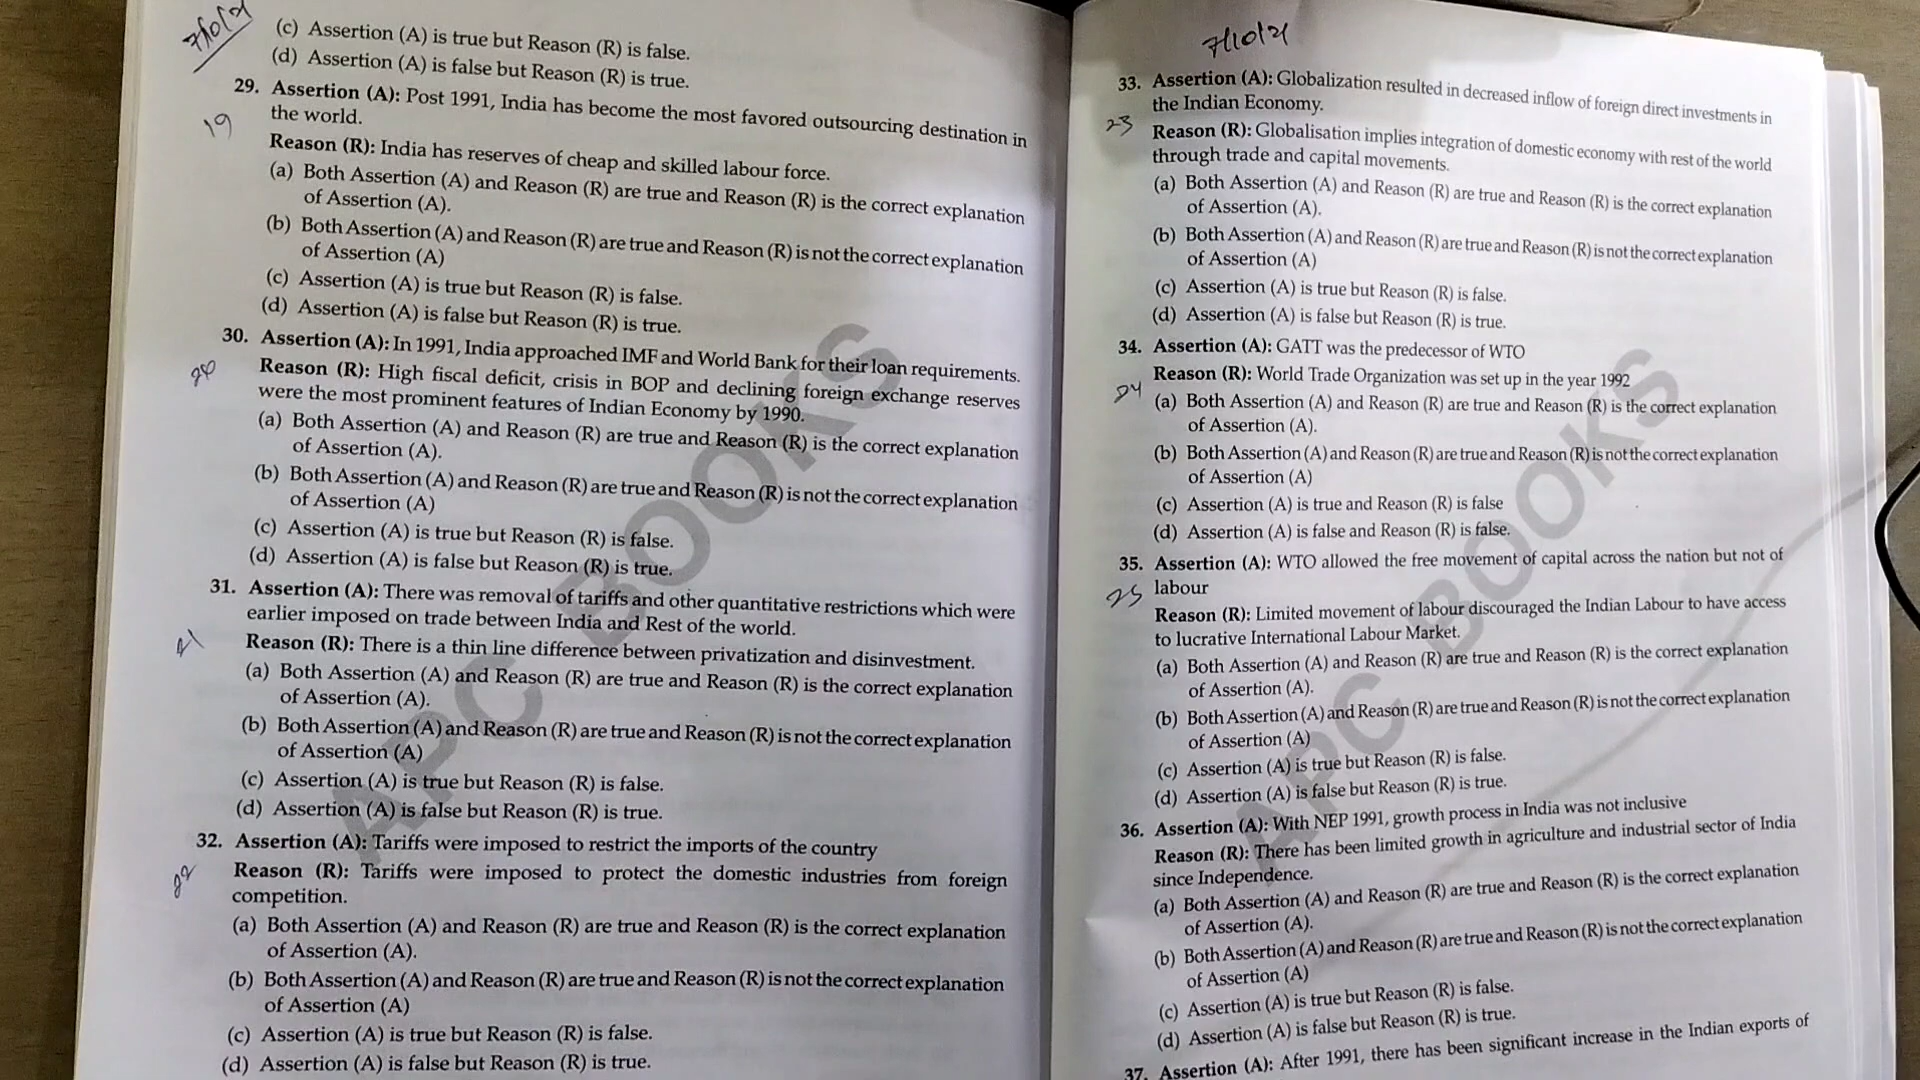 7/10/24
(c) Assertion (A) is true but Reason (R) is false.
(d) Assertion (A) is false but Reason (R) is true.
29. Assertion (A): Post 1991, India has become the most favored outsourcing destination in
the world.
19
Reason (R): India has reserves of cheap and skilled labour force.
(a) Both Assertion (A) and Reason (R) are true and Reason (R) is the correct explanation
of Assertion (A).
(b) Both Assertion (A) and Reason (R) are true and Reason (R) is not the correct explanation
of Assertion (A)
(c) Assertion (A) is true but Reason (R) is false.
(d) Assertion (A) is false but Reason (R) is true.
30. Assertion (A): In 1991, India approached IMF and World Bank for their loan requirements.
20
Reason (R): High fiscal deficit, crisis in BOP and declining foreign exchange reserves
were the most prominent features of Indian Economy by 1990.
(a) Both Assertion (A) and Reason (R) are true and Reason (R) is the correct explanation
of Assertion (A).
(b) Both Assertion (A) and Reason (R) are true and Reason (R) is not the correct explanation
of Assertion (A)
(c) Assertion (A) is true but Reason (R) is false.
(d) Assertion (A) is false but Reason (R) is true.
31. Assertion (A): There was removal of tariffs and other quantitative restrictions which were
earlier imposed on trade between India and Rest of the world.
21
Reason (R): There is a thin line difference between privatization and disinvestment.
(a) Both Assertion (A) and Reason (R) are true and Reason (R) is the correct explanation
of Assertion (A).
(b) Both Assertion (A) and Reason (R) are true and Reason (R) is not the correct explanation
of Assertion (A)
(c) Assertion (A) is true but Reason (R) is false.
(d) Assertion (A) is false but Reason (R) is true.
32. Assertion (A): Tariffs were imposed to restrict the imports of the country
22
Reason (R): Tariffs were imposed to protect the domestic industries from foreign
competition.
(a) Both Assertion (A) and Reason (R) are true and Reason (R) is the correct explanation
of Assertion (A).
(b) Both Assertion (A) and Reason (R) are true and Reason (R) is not the correct explanation
of Assertion (A)
(c) Assertion (A) is true but Reason (R) is false.
(d) Assertion (A) is false but Reason (R) is true.
APC BOOKS
7/10/24
33. Assertion (A): Globalization resulted in decreased inflow of foreign direct investments in
the Indian Economy.
23
Reason (R): Globalisation implies integration of domestic economy with rest of the world
through trade and capital movements.
(a) Both Assertion (A) and Reason (R) are true and Reason (R) is the correct explanation
of Assertion (A).
(b) Both Assertion (A) and Reason (R) are true and Reason (R) is not the correct explanation
of Assertion (A)
(c) Assertion (A) is true but Reason (R) is false.
(d) Assertion (A) is false but Reason (R) is true.
34. Assertion (A): GATT was the predecessor of WTO
Reason (R): World Trade Organization was set up in the year 1992
24
(a) Both Assertion (A) and Reason (R) are true and Reason (R) is the correct explanation
of Assertion (A).
(b) Both Assertion (A) and Reason (R) are true and Reason (R) is not the correct explanation
of Assertion (A)
(c) Assertion (A) is true and Reason (R) is false
(d) Assertion (A) is false and Reason (R) is false.
35. Assertion (A): WTO allowed the free movement of capital across the nation but not of
labour
25
Reason (R): Limited movement of labour discouraged the Indian Labour to have access
to lucrative International Labour Market.
(a) Both Assertion (A) and Reason (R) are true and Reason (R) is the correct explanation
of Assertion (A).
(b) Both Assertion (A) and Reason (R) are true and Reason (R) is not the correct explanation
of Assertion (A)
(c) Assertion (A) is true but Reason (R) is false.
(d) Assertion (A) is false but Reason (R) is true.
36. Assertion (A): With NEP 1991, growth process in India was not inclusive
Reason (R): There has been limited growth in agriculture and industrial sector of India
since Independence.
(a) Both Assertion (A) and Reason (R) are true and Reason (R) is the correct explanation
of Assertion (A).
(b) Both Assertion (A) and Reason (R) are true and Reason (R) is not the correct explanation
of Assertion (A)
(c) Assertion (A) is true but Reason (R) is false.
(d) Assertion (A) is false but Reason (R) is true.
37. Assertion (A): After 1991, there has been significant increase in the Indian exports of
APC BOOKS